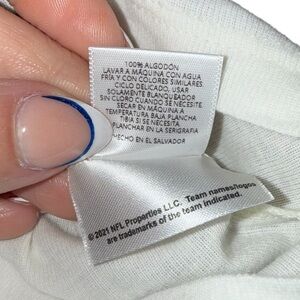 100% ALGODÓN
LAVAR A MÁQUINA CON AGUA
FRÍA Y CON COLORES SIMILARES.
CICLO DELICADO. USAR
SOLAMENTE BLANQUEADOR
SIN CLORO CUANDO SE NECESITE.
SECAR EN MÁQUINA A
TEMPERATURA BAJA PLANCHA
TIBIA SI SE NECESITA.
PLANCHAR EN LA SERIGRAFIA
HECHO EN EL SALVADOR
©2021 NFL Properties LLC. Team names/logos
are trademarks of the team indicated.